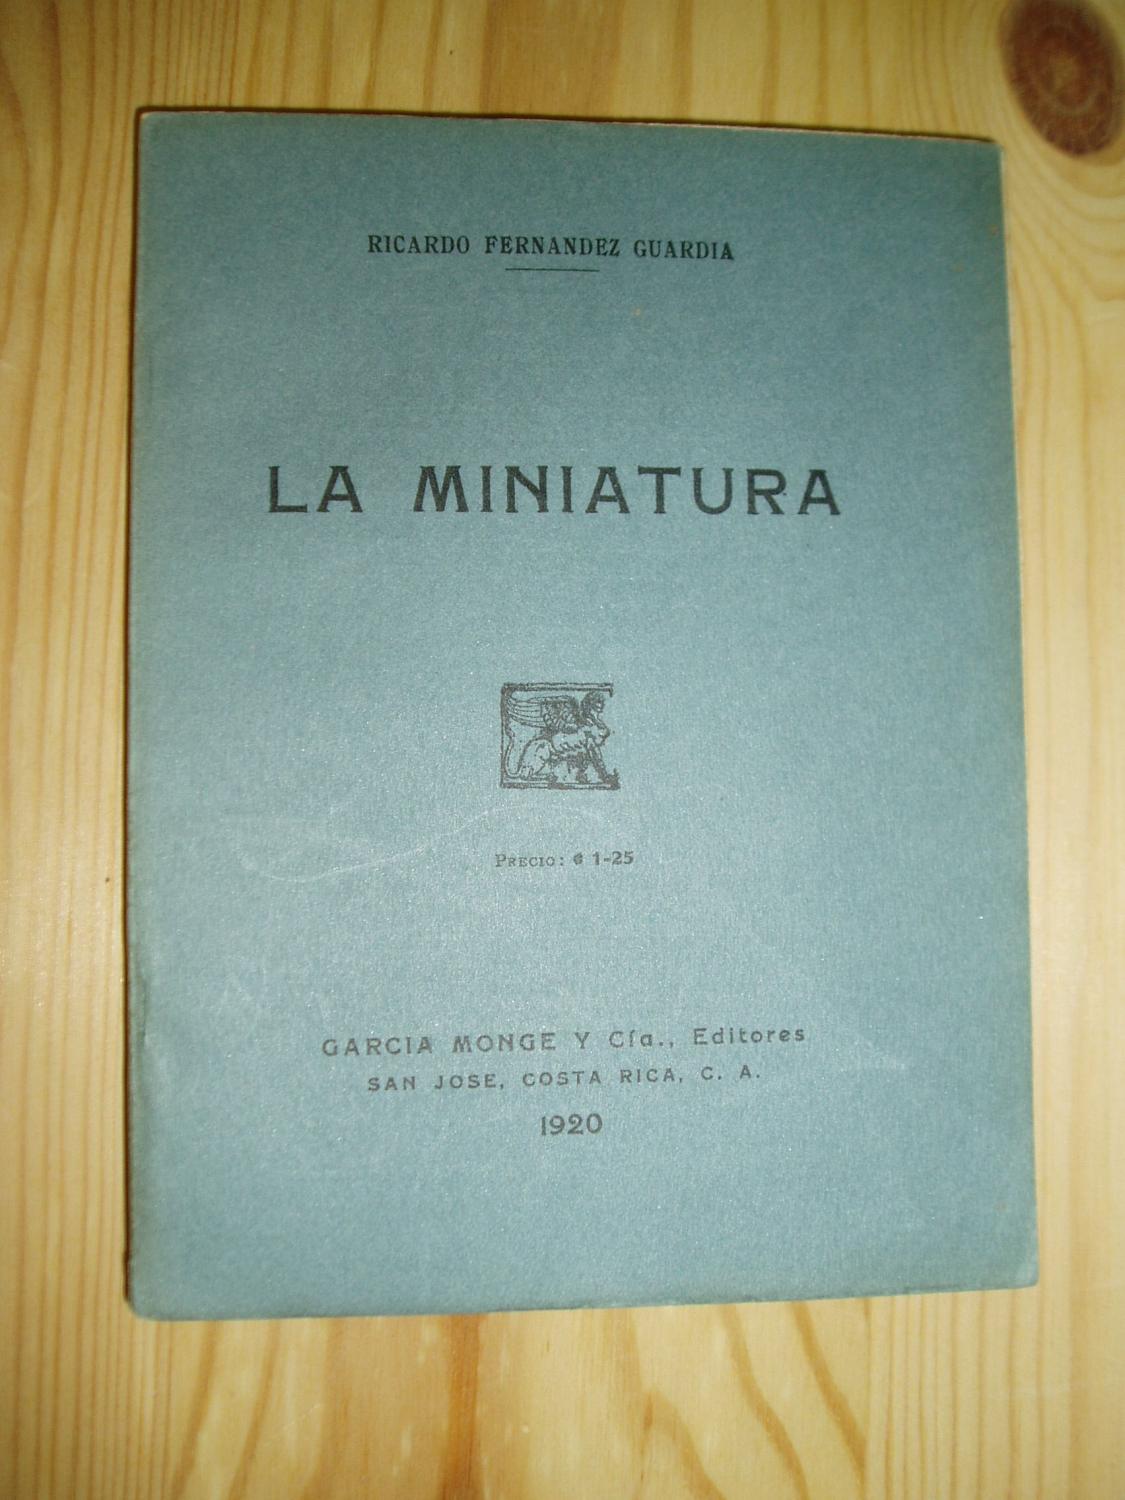 RICARDO FERNANDEZ GUARDIA
LA MINIATURA
PRECIO: ₡ 1-25
GARCIA MONGE Y Cía., Editores
SAN JOSE, COSTA RICA, C. A.
1920